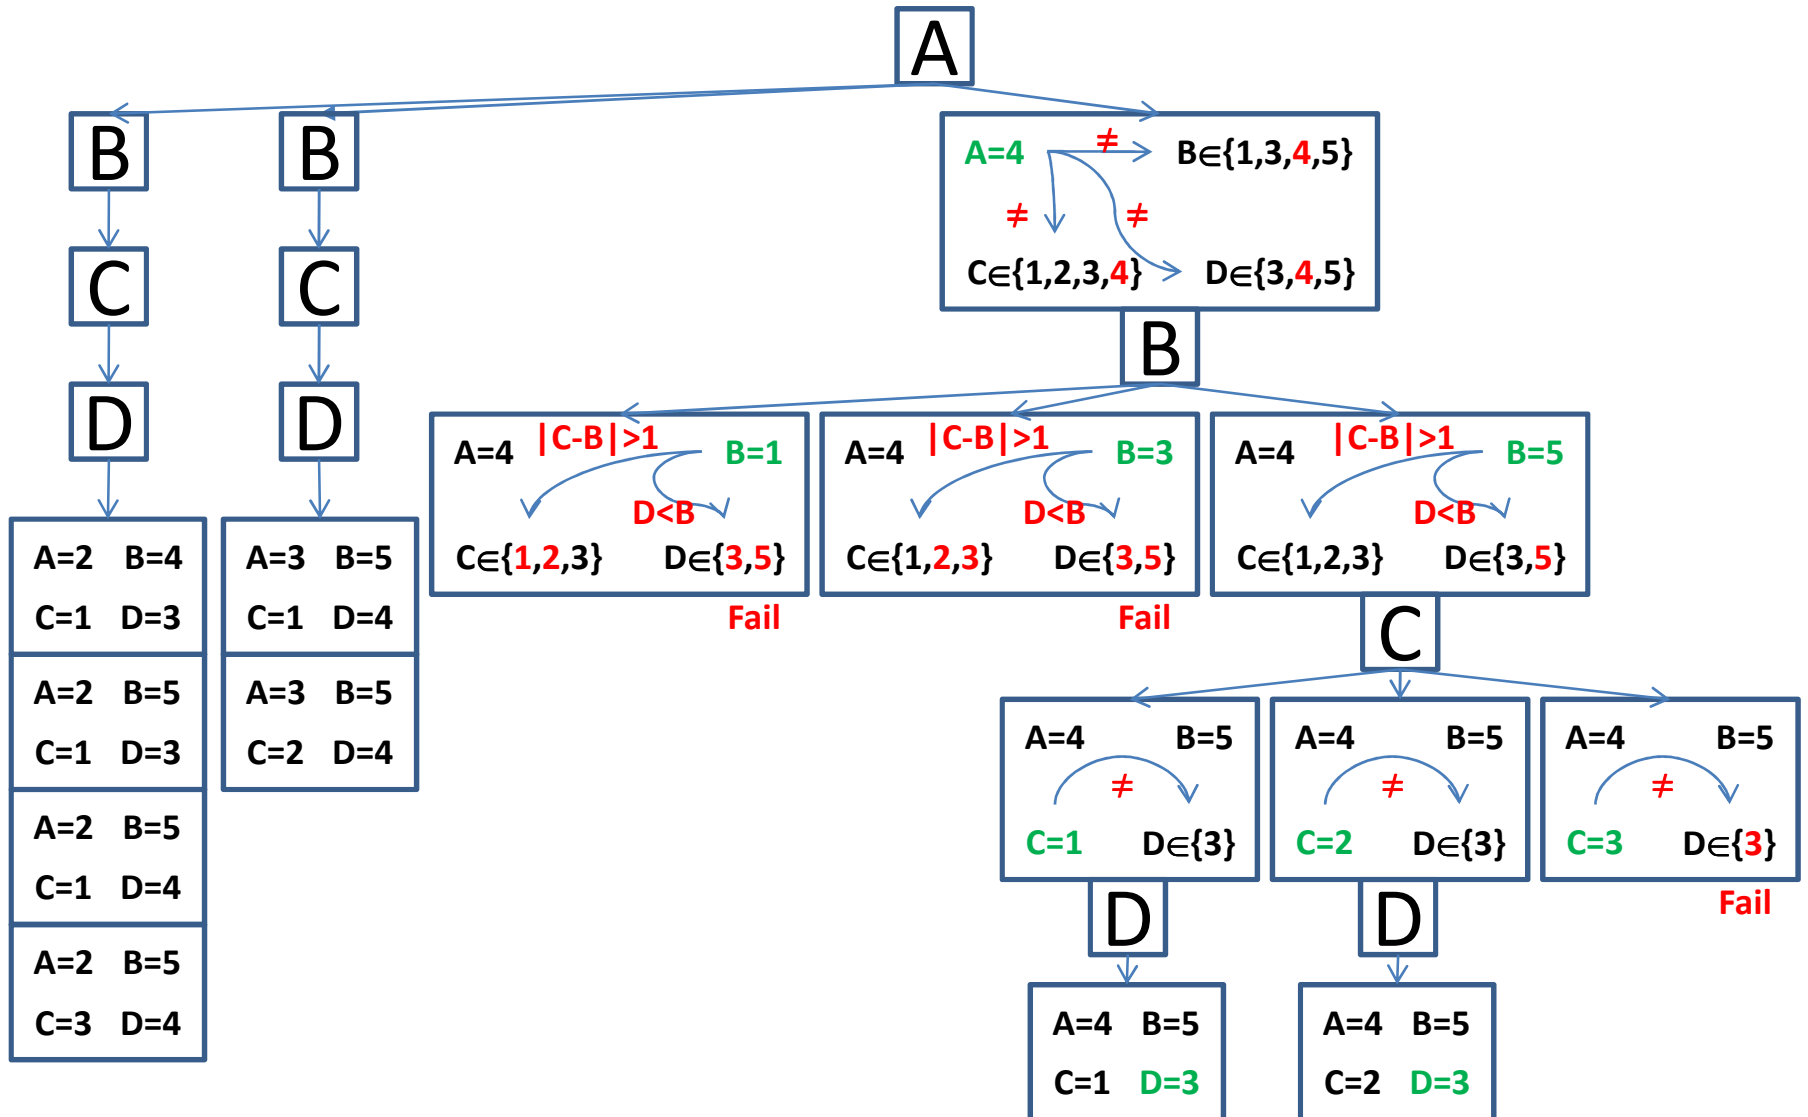 A
B
B
A=4
≠
B∈{1,3,4,5}
≠
≠
C∈{1,2,3,4}
D∈{3,4,5}
C
C
B
D
D
A=4
|C-B|>1
B=1
D<B
C∈{1,2,3}
D∈{3,5}
Fail
A=4
|C-B|>1
B=3
D<B
C∈{1,2,3}
D∈{3,5}
Fail
A=4
|C-B|>1
B=5
D<B
C∈{1,2,3}
D∈{3,5}
A=2 B=4
C=1 D=3
A=2 B=5
C=1 D=3
A=2 B=5
C=1 D=4
A=2 B=5
C=3 D=4
A=3 B=5
C=1 D=4
A=3 B=5
C=2 D=4
C
A=4 B=5
≠
C=1 D∈{3}
A=4 B=5
≠
C=2 D∈{3}
A=4 B=5
≠
C=3 D∈{3}
Fail
D
D
A=4 B=5
C=1 D=3
A=4 B=5
C=2 D=3